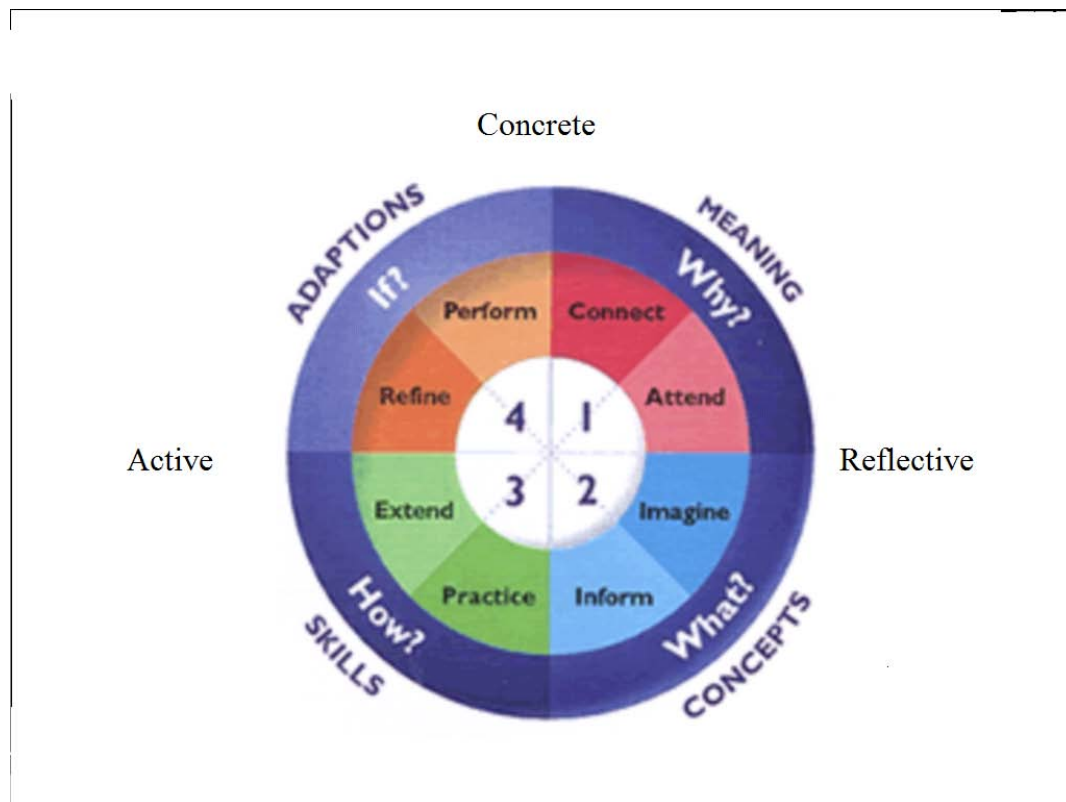 Concrete
ADAPTIONS
MEANING
If?
Why?
Perform
Connect
Refine
Attend
4
1
Active
Reflective
3
2
Extend
Imagine
Practice
Inform
How?
What?
SKILLS
CONCEPTS